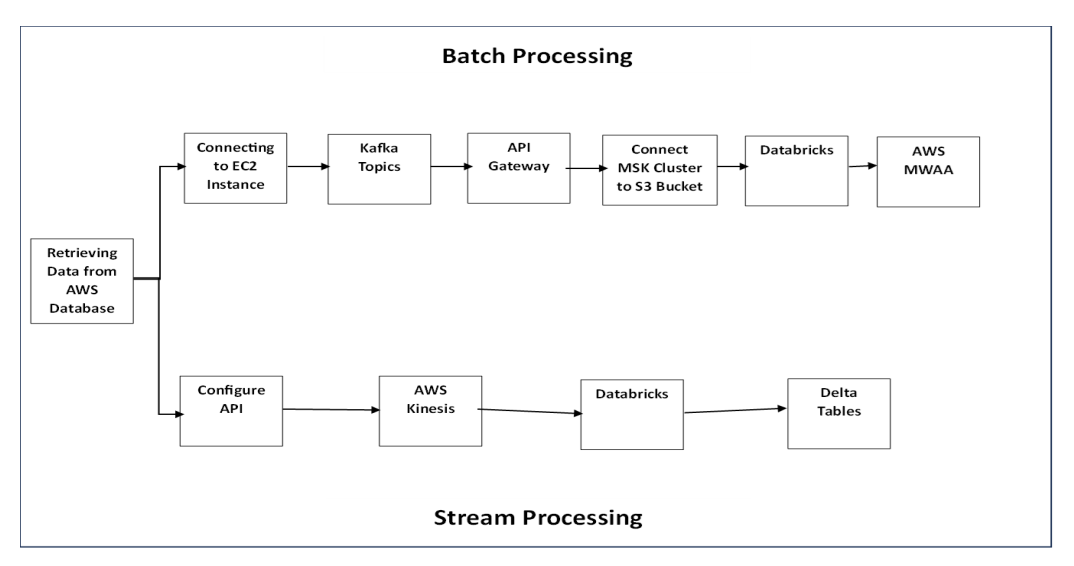 Batch Processing
Connecting
to EC2
Instance
Kafka
Topics
API
Gateway
Connect
MSK Cluster
to S3 Bucket
Databricks
AWS
MWAA
Retrieving
Data from
AWS
Database
Configure
API
AWS
Kinesis
Databricks
Delta
Tables
Stream Processing